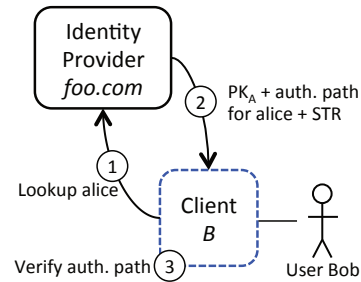 Identity
Provider
foo.com
2
PK_A + auth. path
for alice + STR
1
Lookup alice
Client
B
Verify auth. path
3
User Bob